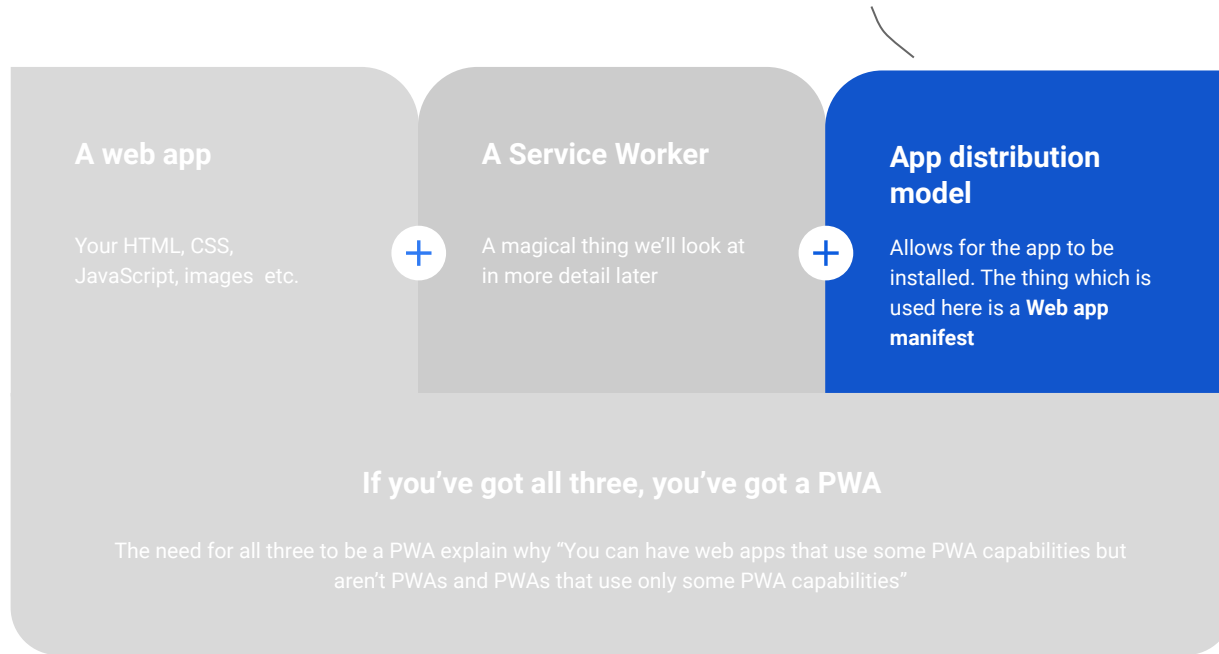 A web app
Your HTML, CSS,
JavaScript, images  etc.
A Service Worker
A magical thing we’ll look at
in more detail later
App distribution
model
Allows for the app to be
installed. The thing which is
used here is a Web app
manifest
If you’ve got all three, you’ve got a PWA
The need for all three to be a PWA explain why “You can have web apps that use some PWA capabilities but
aren’t PWAs and PWAs that use only some PWA capabilities”